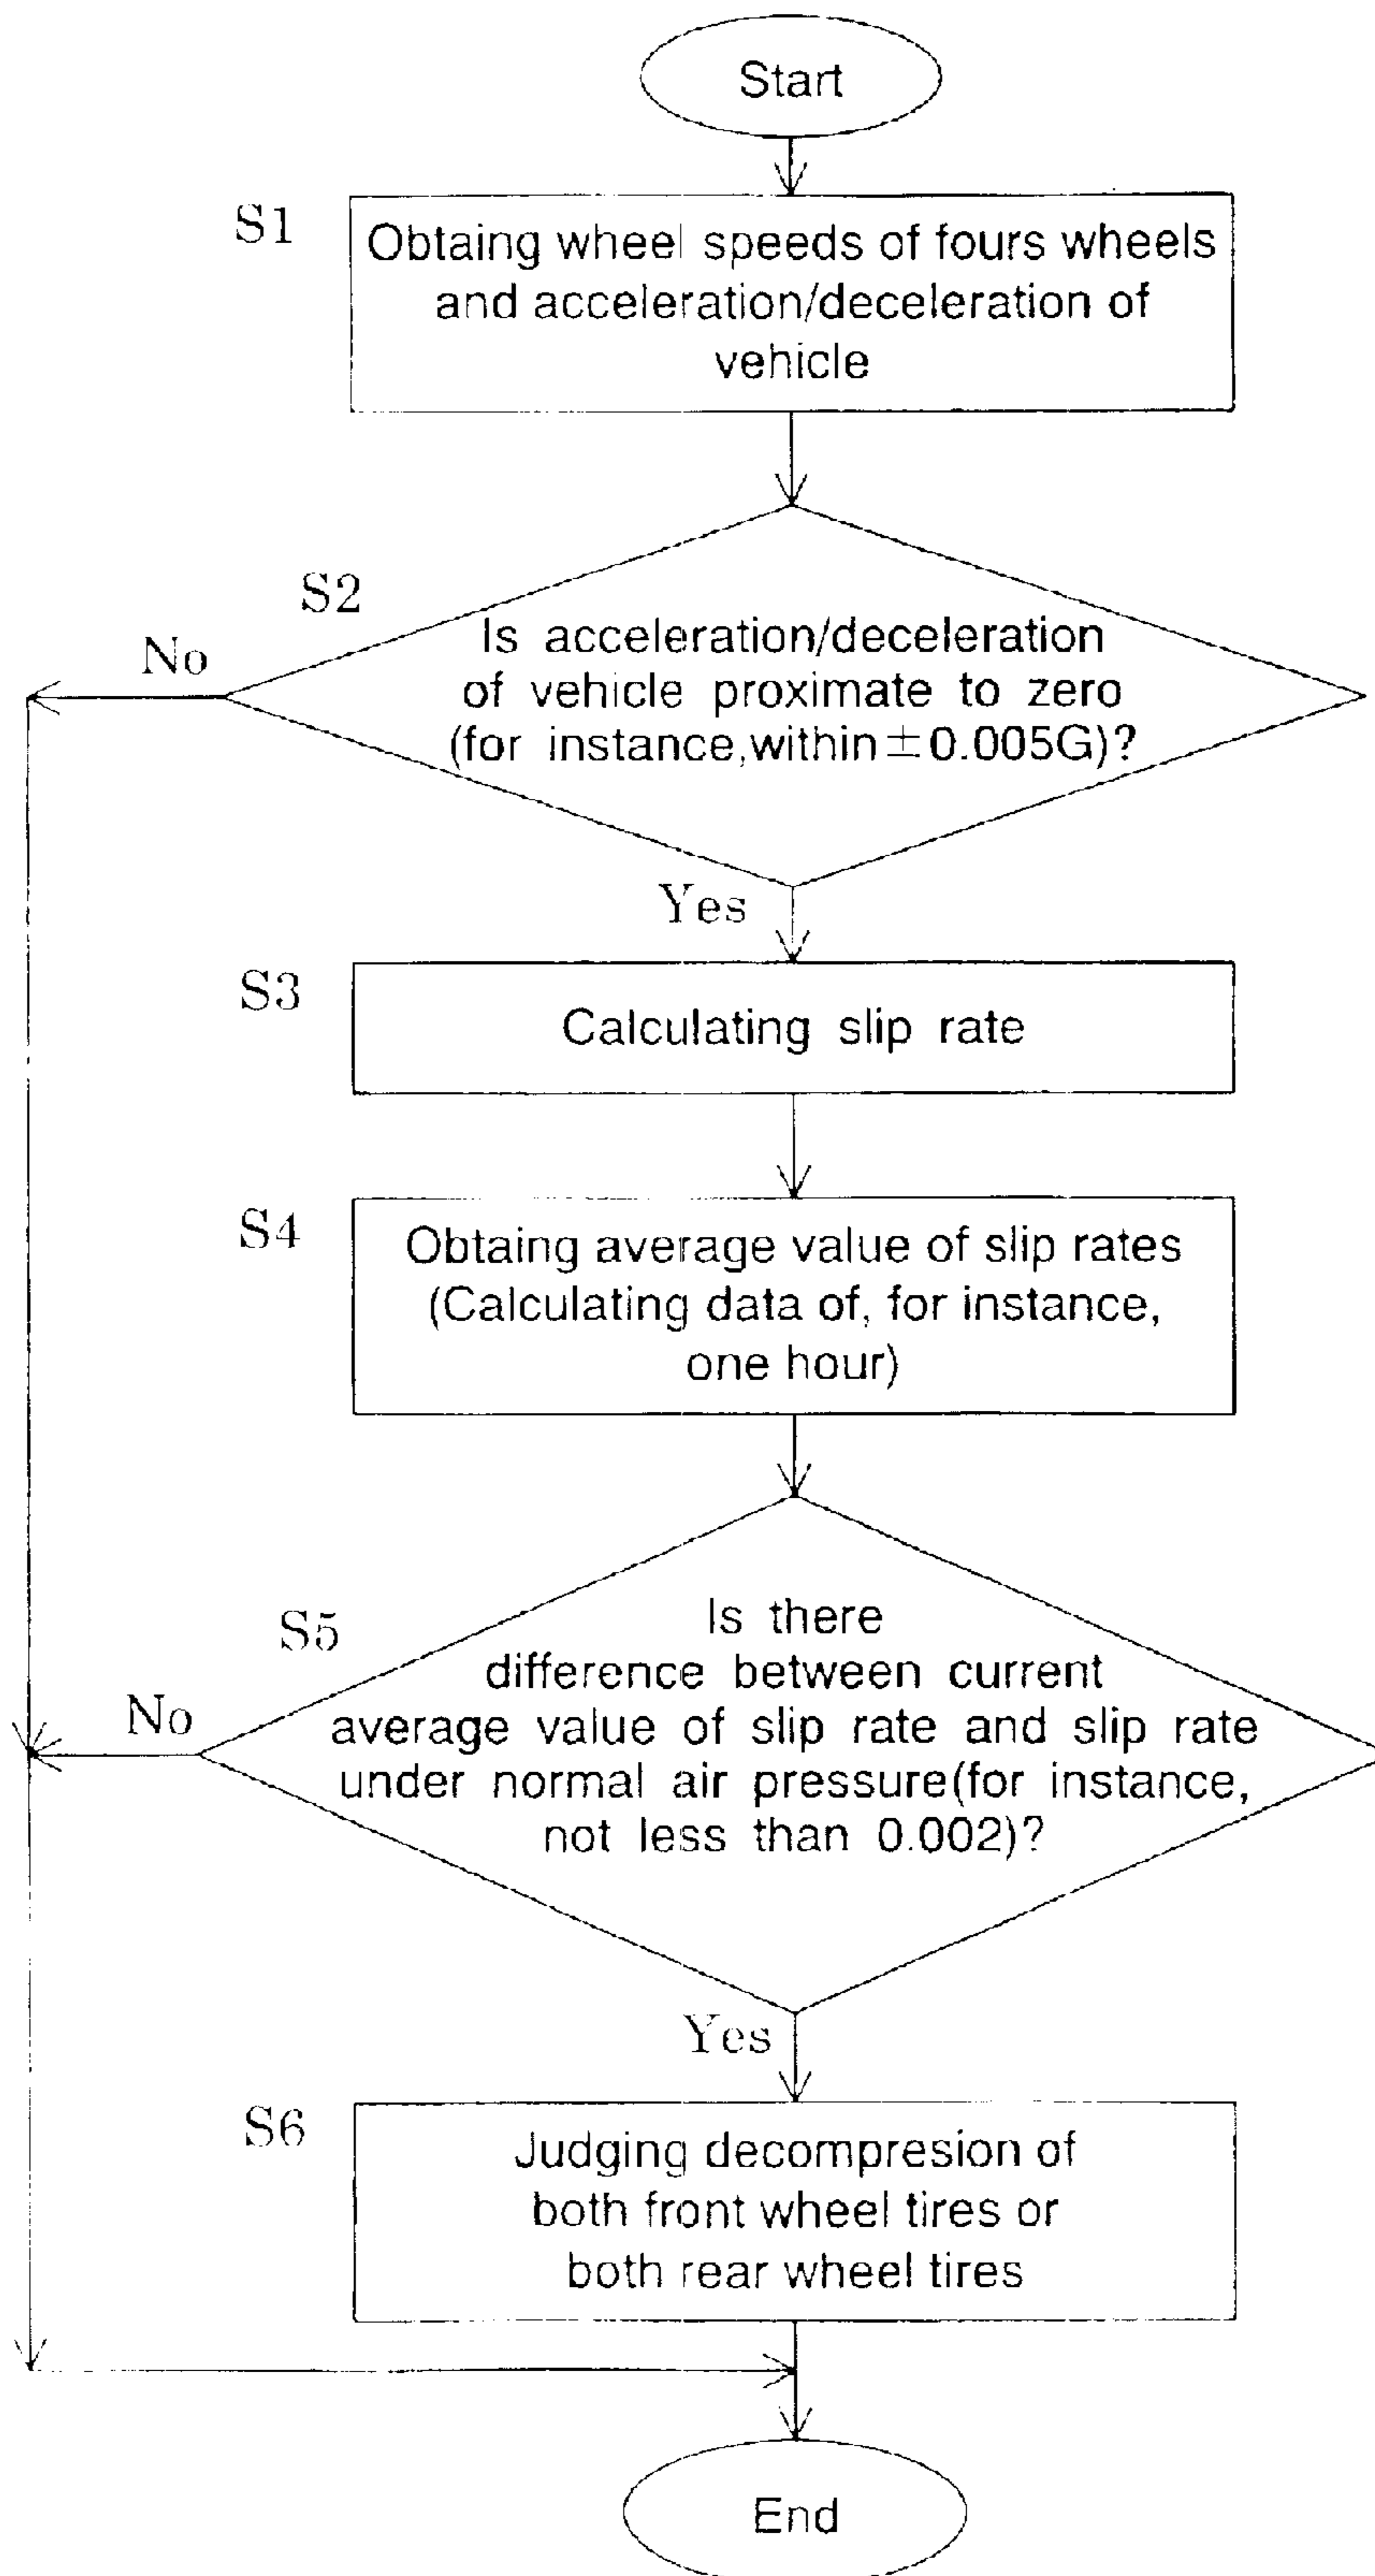 Start
S1
Obtaing wheel speeds of fours wheels
and acceleration/deceleration of
vehicle
S2
No
Is acceleration/deceleration
of vehicle proximate to zero
(for instance,within±0.005G)?
Yes
S3
Calculating slip rate
S4
Obtaing average value of slip rates
(Calculating data of, for instance,
one hour)
S5
No
Is there
difference between current
average value of slip rate and slip rate
under normal air pressure(for instance,
not less than 0.002)?
Yes
S6
Judging decompresion of
both front wheel tires or
both rear wheel tires
End